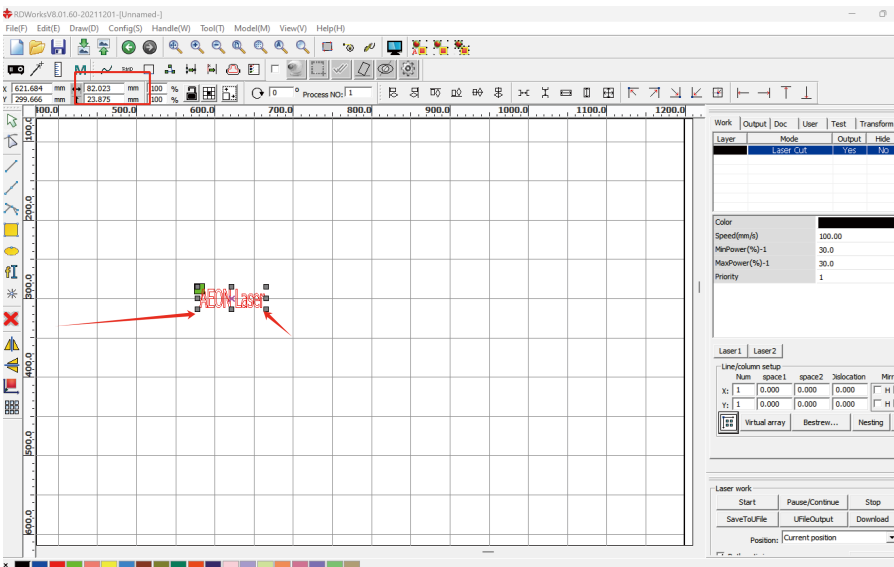 RDWorksV8.01.60-20211201-[Unnamed-]
File(F) Edit(E) Draw(D) Config(S) Handle(W) Tool(T) Model(M) View(V) Help(H)
X 621.684 mm 82.023 mm 100 %
Y 299.666 mm 23.875 mm 100 %
0 ° Process NO: 1
400.0 500.0 600.0 700.0 800.0 900.0 1000.0 1100.0 1200.0
100.0
200.0
300.0
400.0
500.0
600.0
AEON Laser
Work Output Doc User Test Transform
Layer Mode Output Hide
Laser Cut Yes No
Color
Speed(mm/s) 100.00
MinPower(%)-1 30.0
MaxPower(%)-1 30.0
Priority 1
Laser1 Laser2
Line/column setup
Num space1 space2 Dislocation Mirr
X: 1 0.000 0.000 0.000 H
Y: 1 0.000 0.000 0.000 H
Virtual array Bestrew... Nesting
Laser work
Start Pause/Continue Stop
SaveToUFile UFileOutput Download
Position: Current position